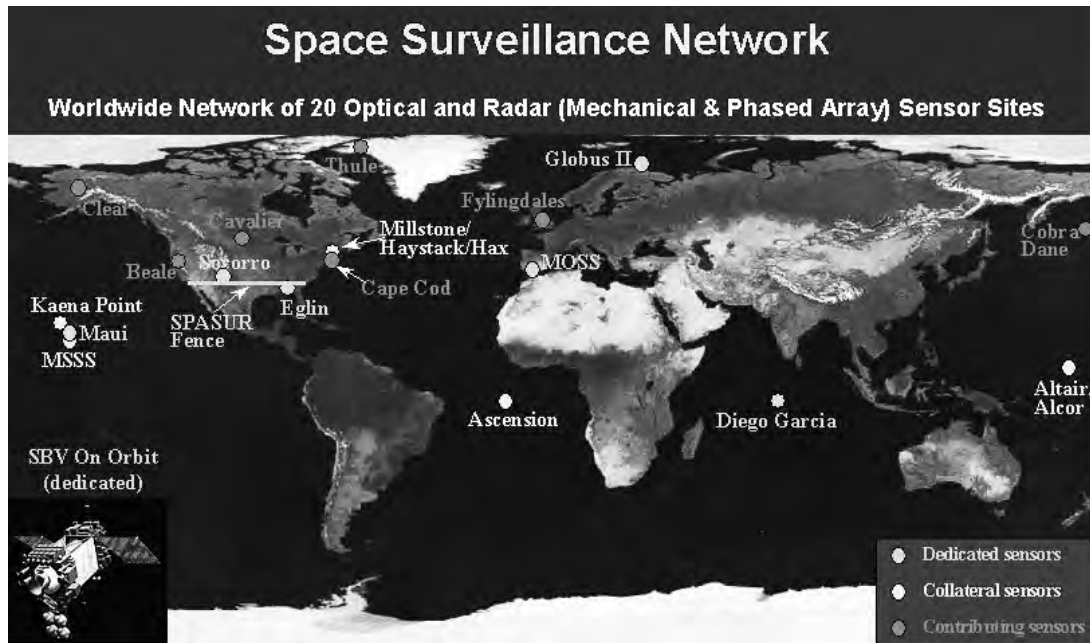 Space Surveillance Network
Worldwide Network of 20 Optical and Radar (Mechanical & Phased Array) Sensor Sites
Thule
Globus II
Clear
Fylingdales
Cavalier
Millstone/
Haystack/Hax
Cobra
Dane
Beale
Socorro
MOSS
Cape Cod
Kaena Point
Eglin
SPASUR
Fence
Maui
MSSS
Altair/
Alcor
Ascension
Diego Garcia
SBV On Orbit
(dedicated)
Dedicated sensors
Collateral sensors
Contributing sensors